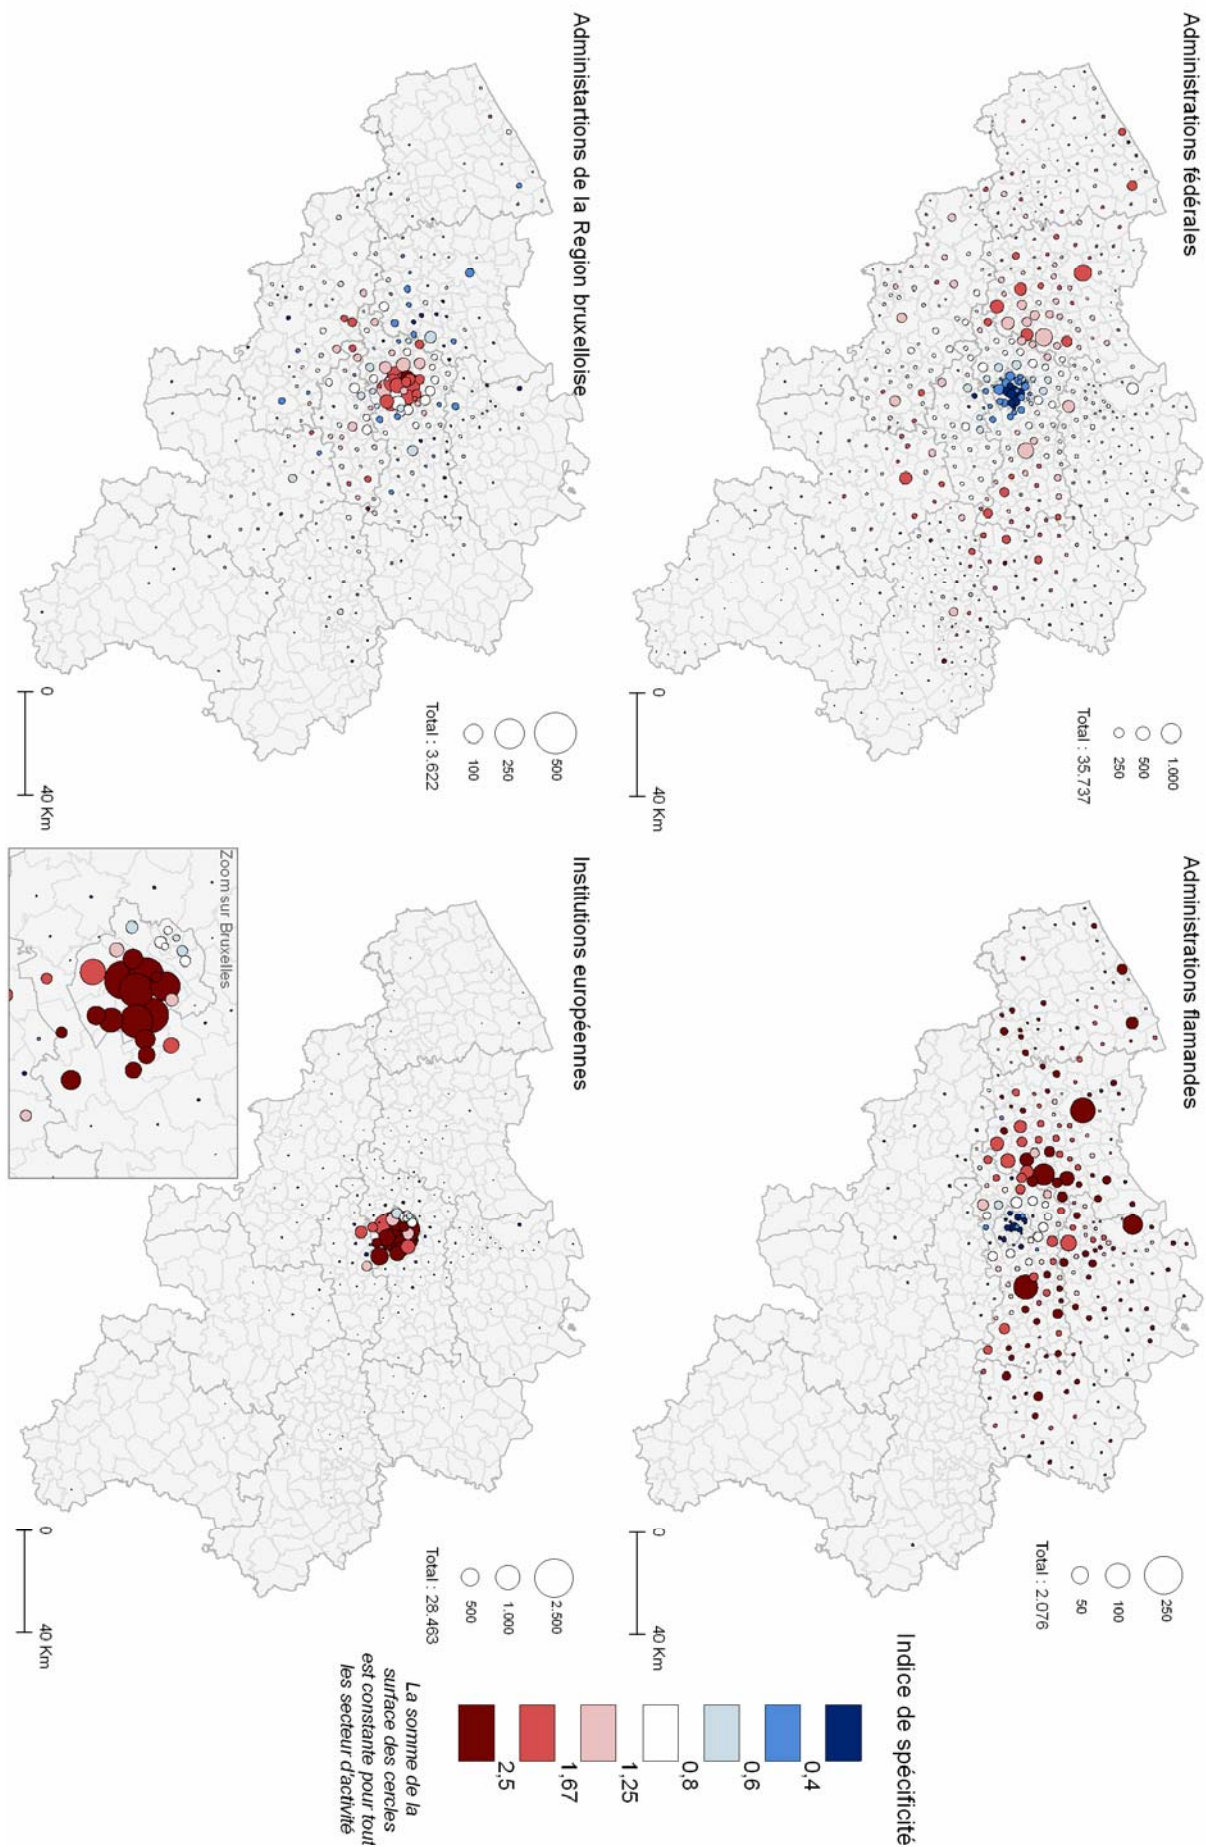 Administrations fédérales
1.000
500
250
Total : 35.737
0
40 Km
Administrations flamandes
250
100
50
Total : 2.076
0
40 Km
Administartions de la Region bruxelloise
500
250
100
Total : 3.622
0
40 Km
Institutions européennes
2.500
1.000
500
Total : 28.463
0
40 Km
Zoom sur Bruxelles
Indice de spécificité
0,4
0,6
0,8
1,25
1,67
2,5
La somme de la
surface des cercles
est constante pour tout
les secteur d'activité